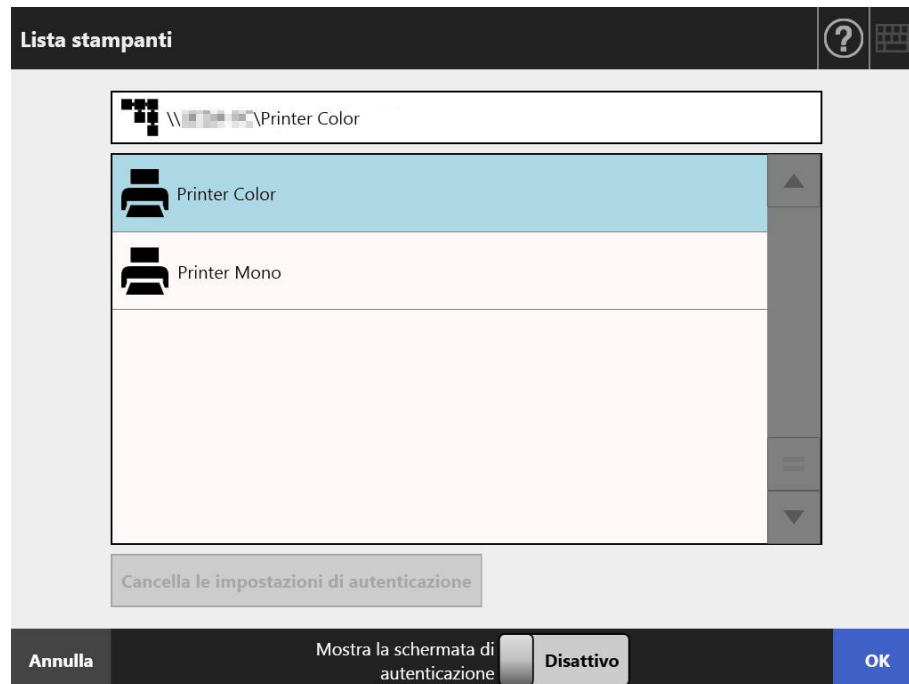 Lista stampanti
?
\\ \Printer Color
Printer Color
Printer Mono
Cancella le impostazioni di autenticazione
Annulla
Mostra la schermata di
autenticazione
Disattivo
OK